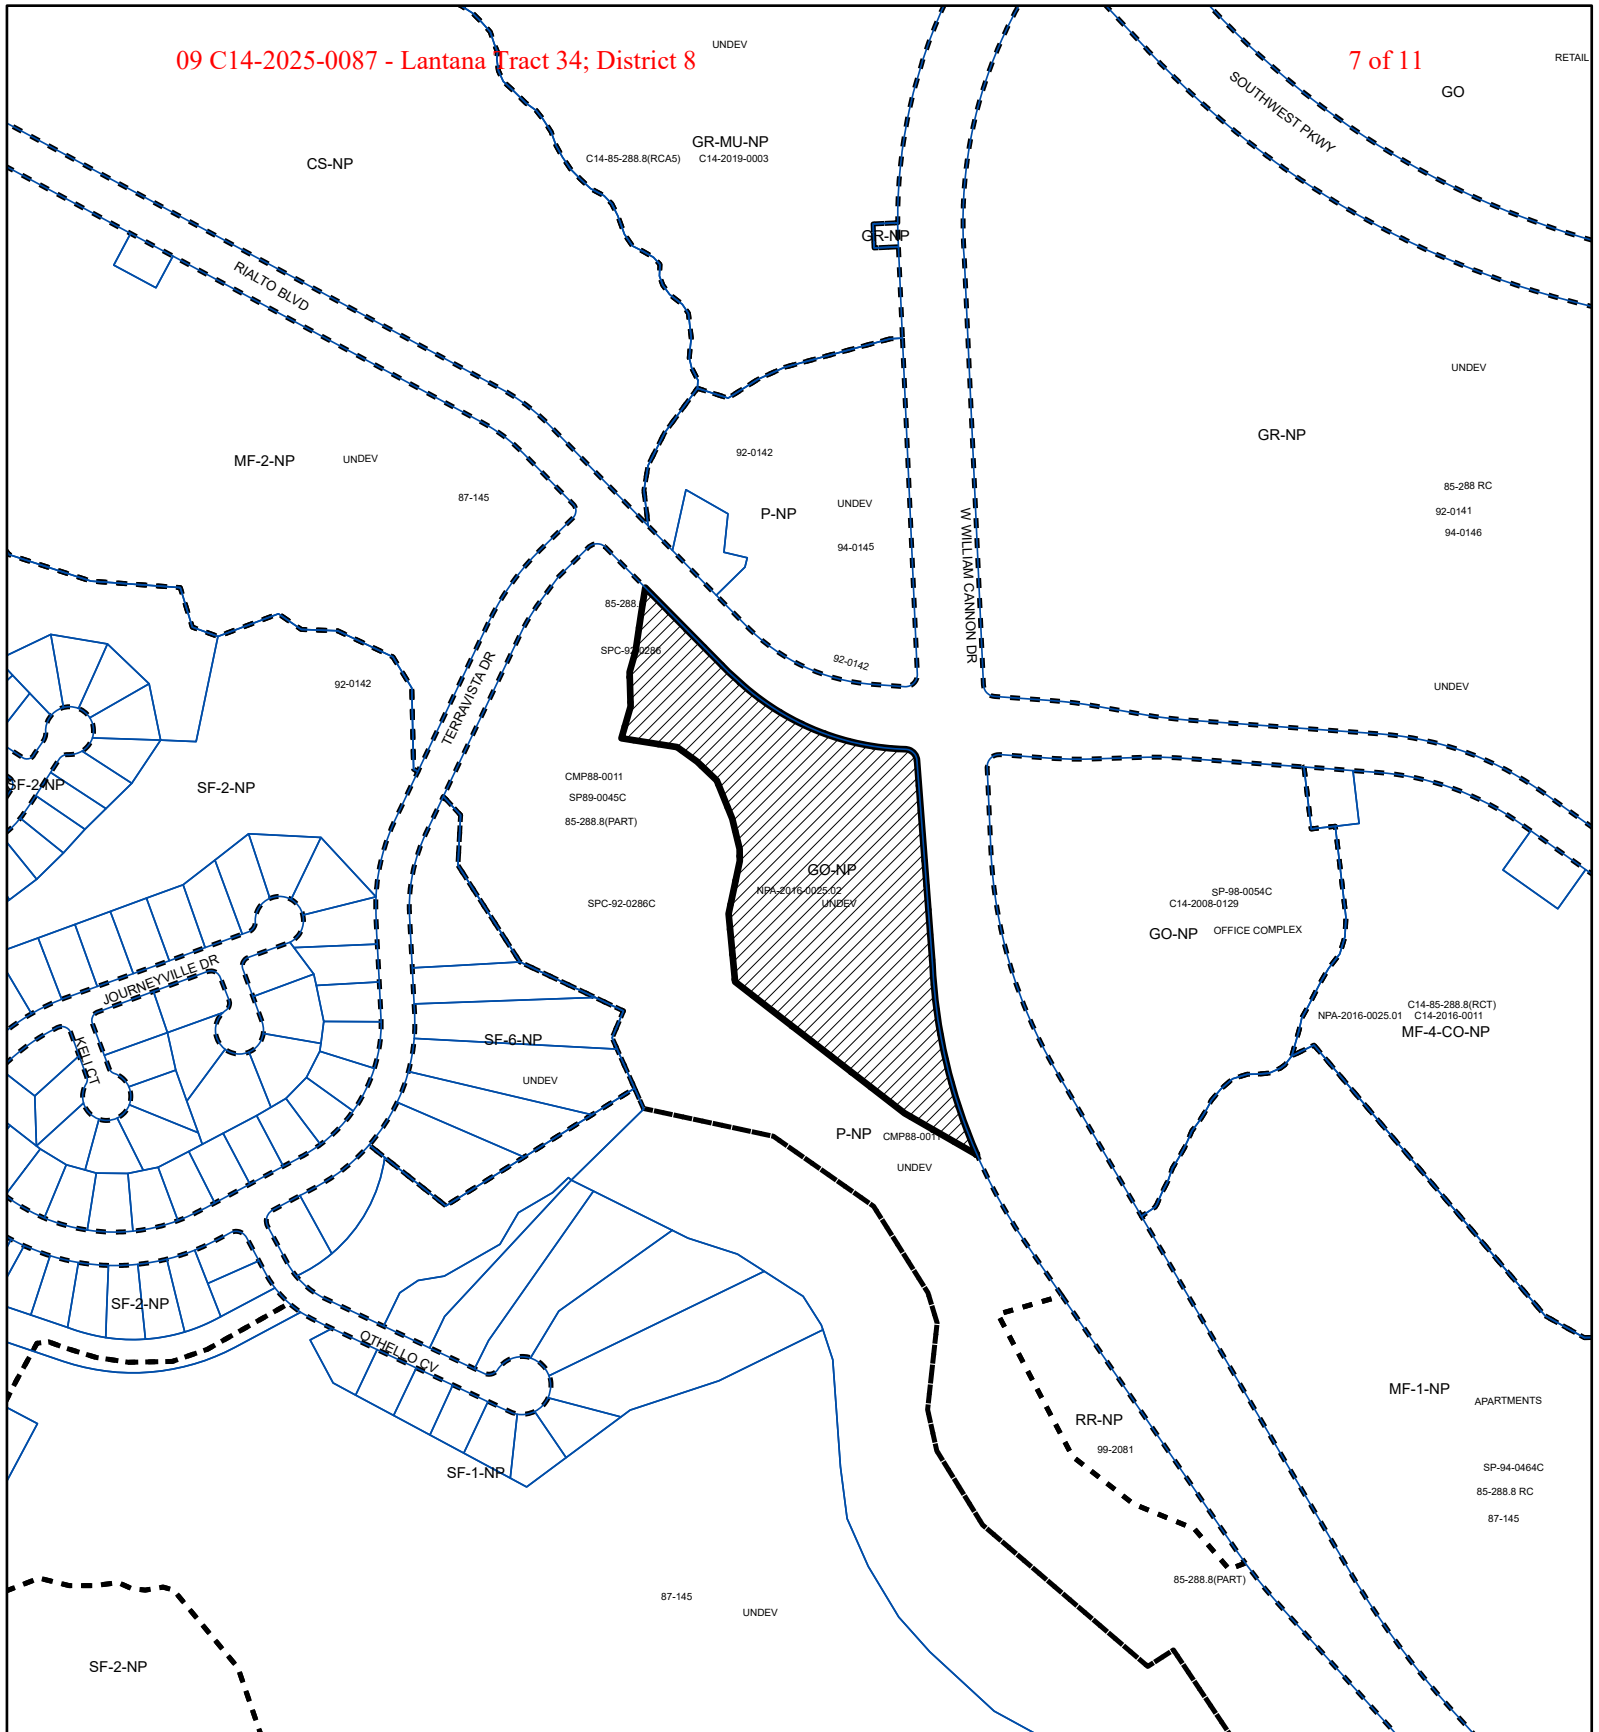 09 C14-2025-0087 - Lantana Tract 34; District 8
7 of 11
UNDEV
RETAIL
GO
SOUTHWEST PKWY
GR-MU-NP
C14-85-288.8(RCA5)
C14-2019-0003
CS-NP
GR-NP
RIALTO BLVD
UNDEV
GR-NP
MF-2-NP
UNDEV
87-145
92-0142
UNDEV
P-NP
94-0145
85-288 RC
92-0141
94-0146
W WILLIAM CANNON DR
85-288.
SPC-92-0286
92-0142
92-0142
TERRAVISTA DR
UNDEV
SF-2-NP
SF-2-NP
CMP88-0011
SP89-0045C
85-288.8(PART)
SPC-92-0286C
GO-NP
NPA-2016-0025.02
UNDEV
SP-98-0054C
C14-2008-0129
GO-NP
OFFICE COMPLEX
JOURNEYVILLE DR
KELLCT
SF-6-NP
UNDEV
C14-85-288.8(RCT)
NPA-2016-0025.01
C14-2016-0011
MF-4-CO-NP
P-NP
CMP88-0011
UNDEV
SF-2-NP
OTHELLO CV
SF-1-NP
RR-NP
99-2081
MF-1-NP
APARTMENTS
SP-94-0464C
85-288.8 RC
87-145
85-288.8(PART)
87-145
UNDEV
SF-2-NP